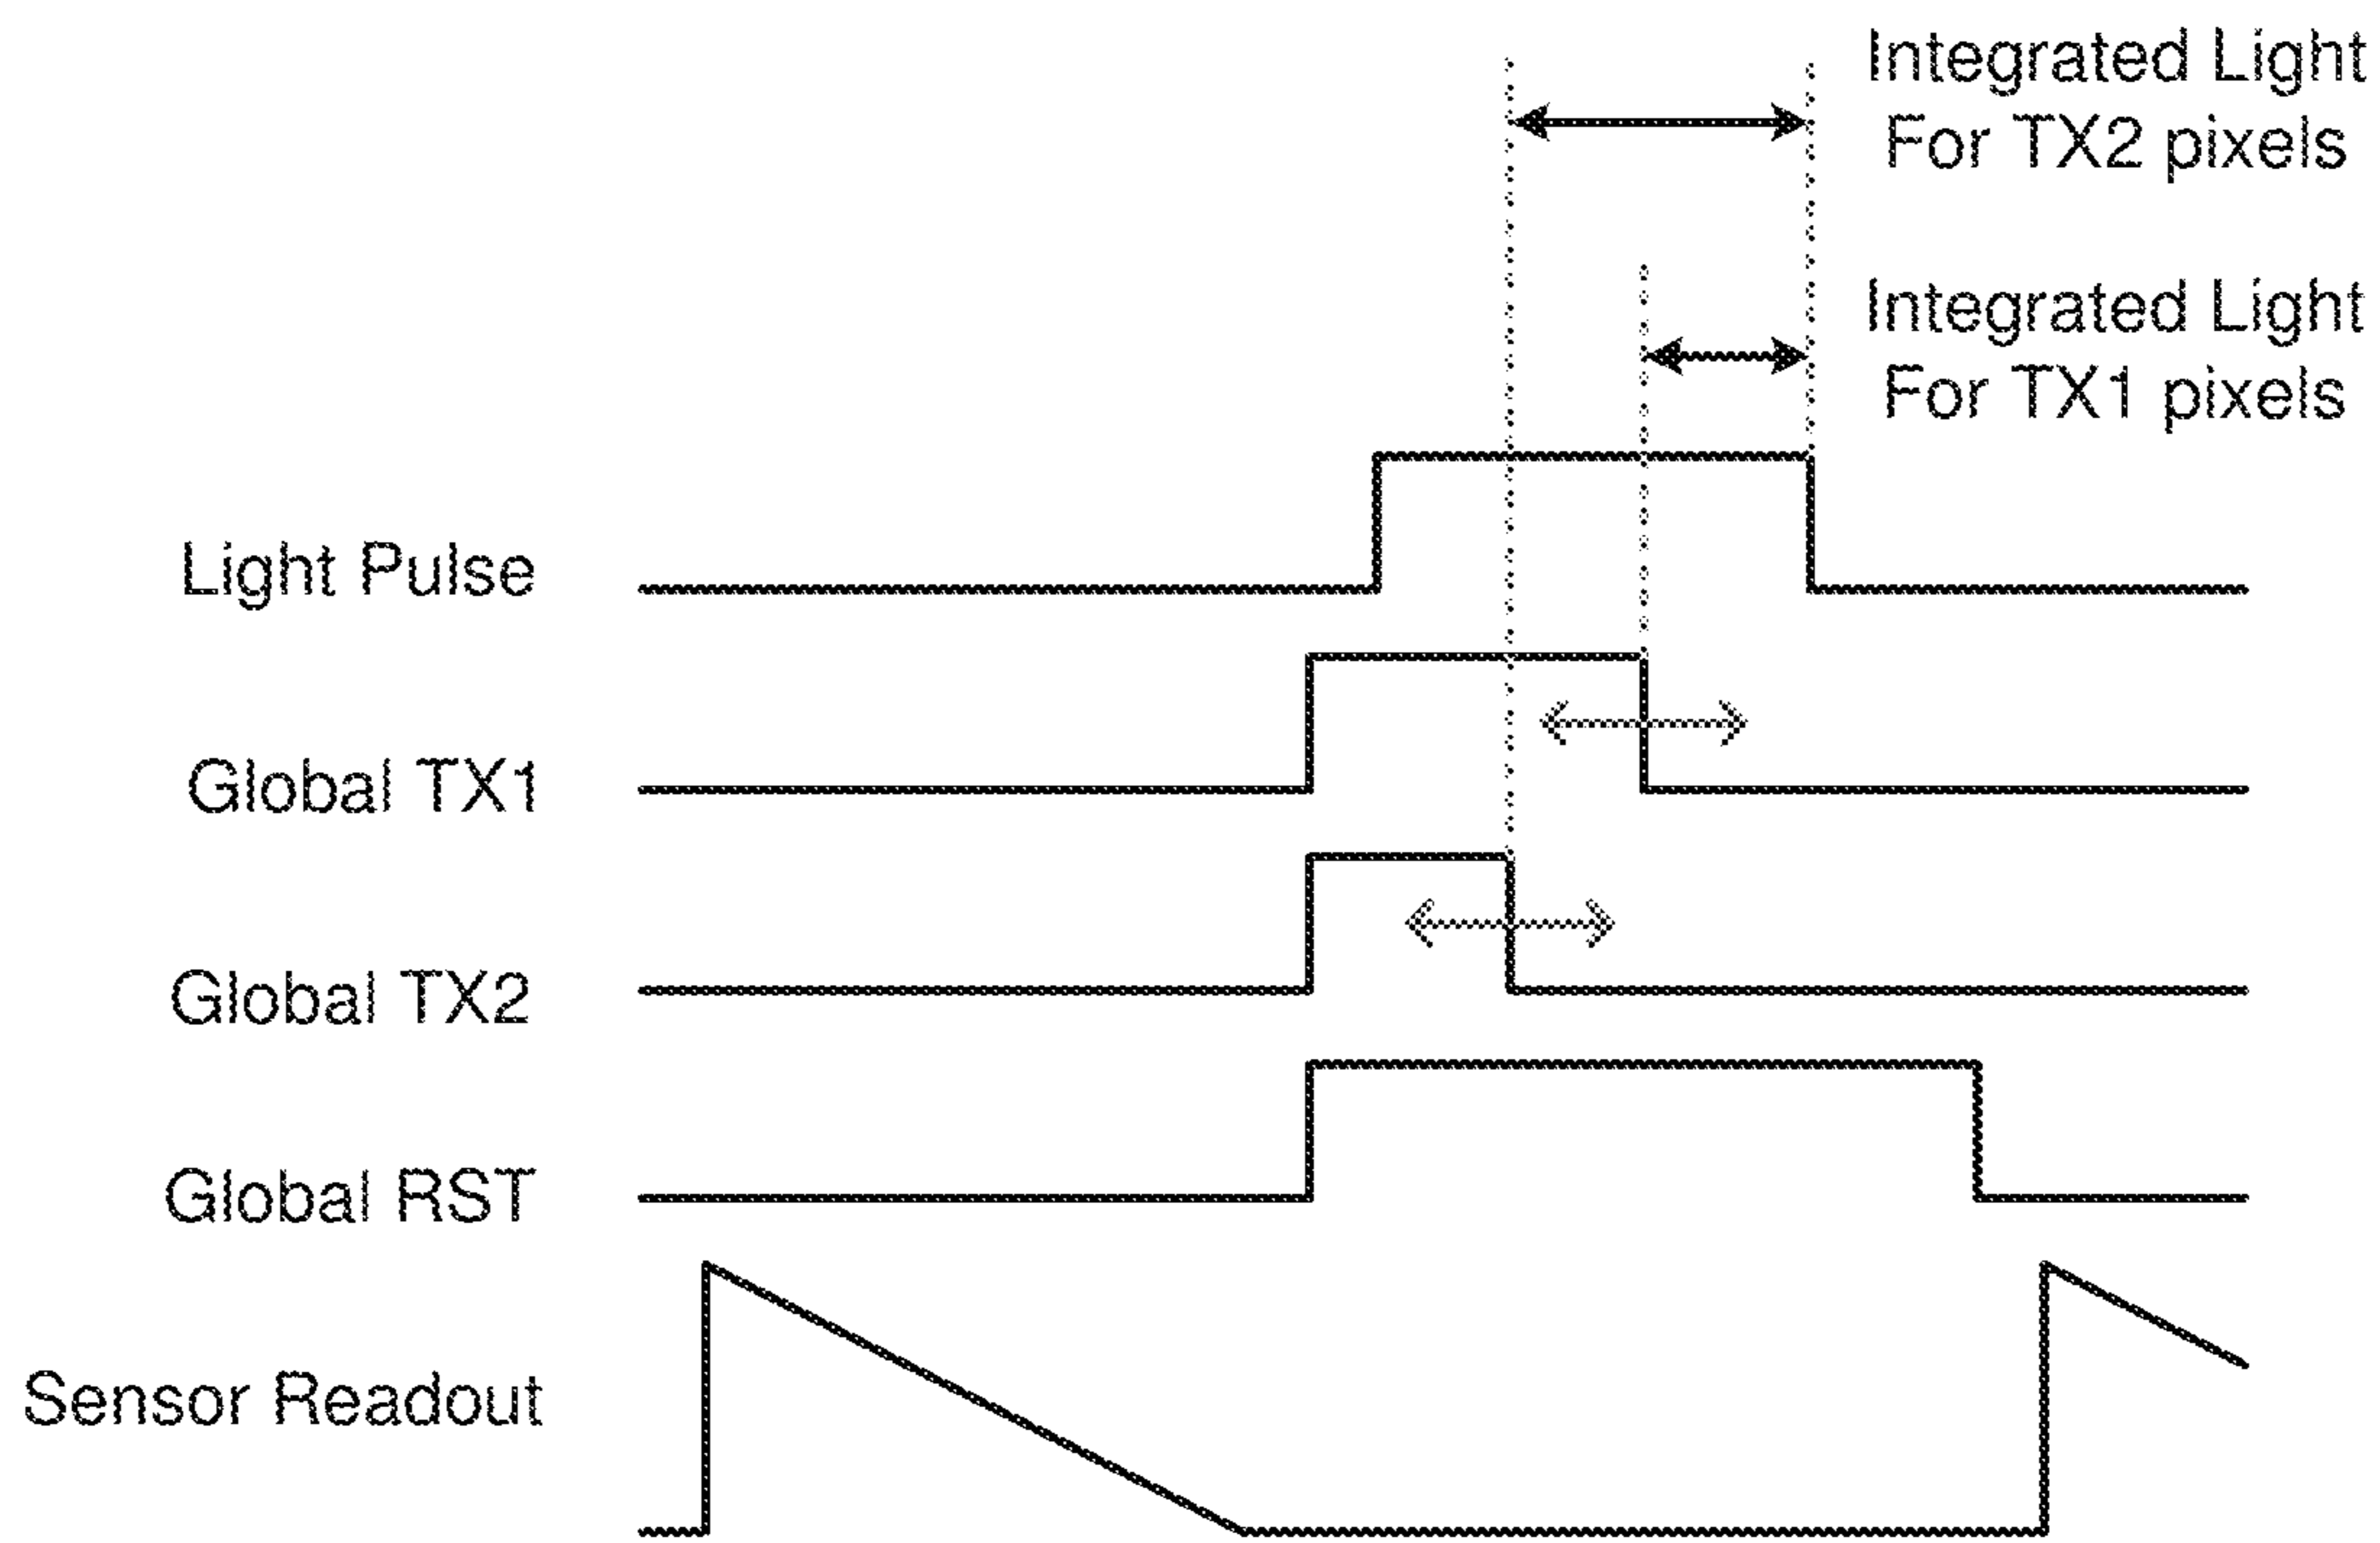 Integrated Light
For TX2 pixels
Integrated Light
For TX1 pixels
Light Pulse
Global TX1
Global TX2
Global RST
Sensor Readout